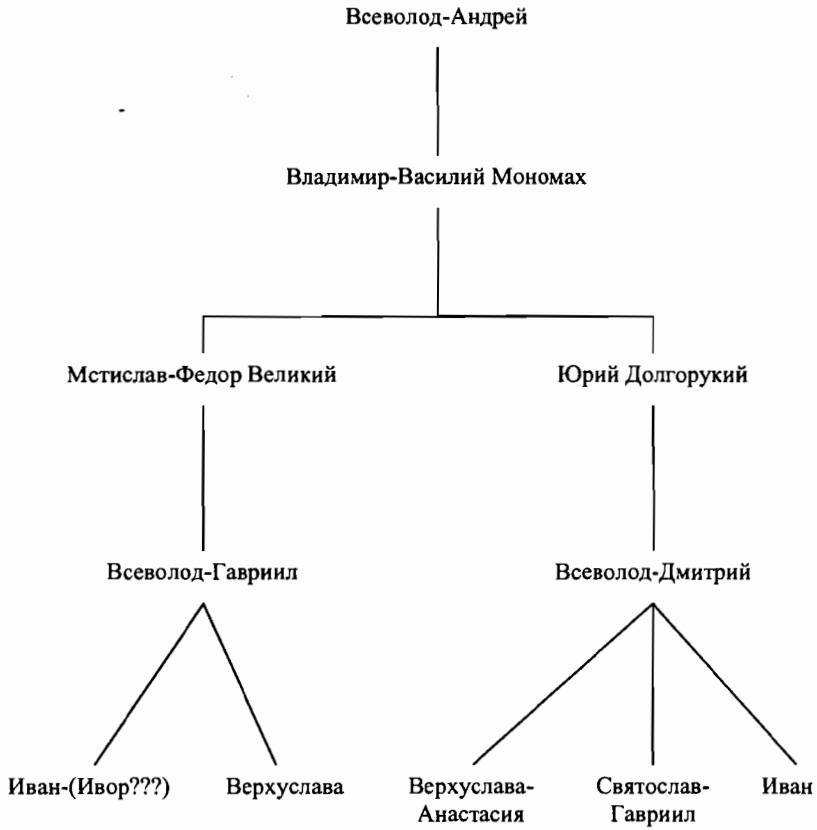 Всеволод-Андрей
Владимир-Василий Мономах
Мстислав-Федор Великий
Юрий Долгорукий
Всеволод-Гавриил
Всеволод-Дмитрий
Иван-(Ивор???)
Верхуслава
Верхуслава-
Анастасия
Святослав-
Гавриил
Иван